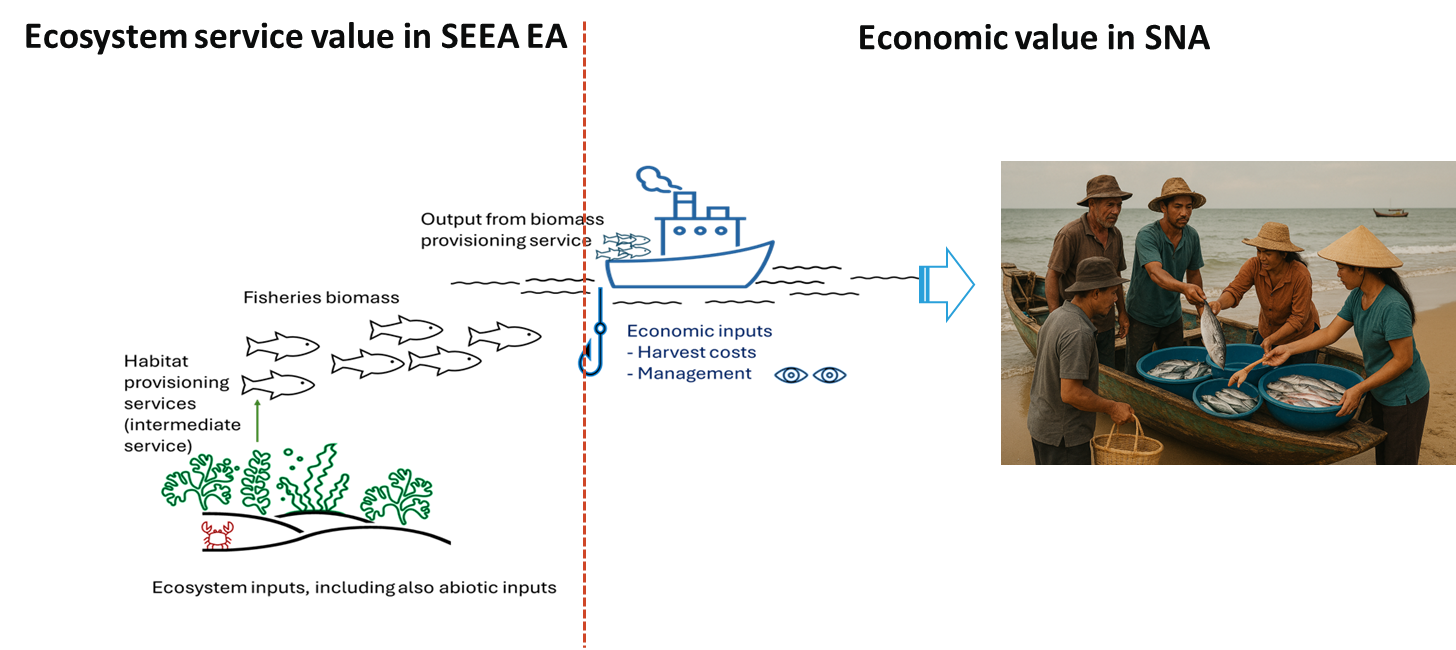 Ecosystem service value in SEEA EA
Economic value in SNA
Output from biomass
provisioning service
Fisheries biomass
Habitat
provisioning
services
(intermediate
service)
Economic inputs
- Harvest costs
- Management
Ecosystem inputs, including also abiotic inputs